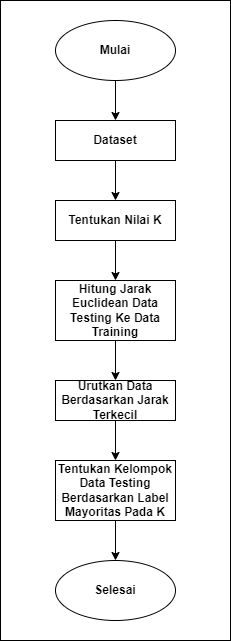 Mulai
Dataset
Tentukan Nilai K
Hitung Jarak
Euclidean Data
Testing Ke Data
Training
Urutkan Data
Berdasarkan Jarak
Terkecil
Tentukan Kelompok
Data Testing
Berdasarkan Label
Mayoritas Pada K
Selesai